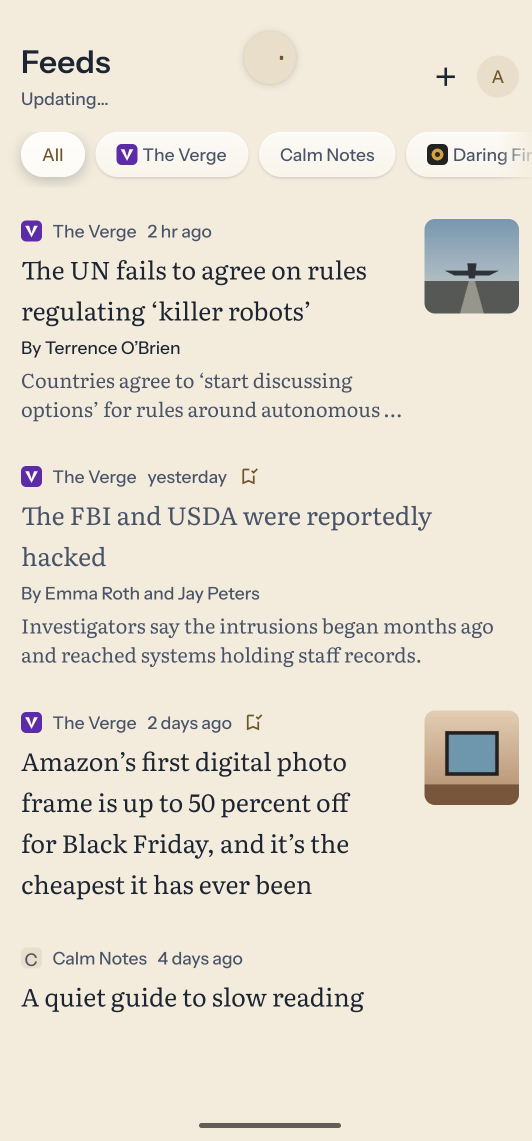 Feeds
Updating...
A
All
The Verge
Calm Notes
Daring Fir
The Verge 2 hr ago
The UN fails to agree on rules
regulating ‘killer robots’
By Terrence O’Brien
Countries agree to ‘start discussing
options’ for rules around autonomous ...
The Verge yesterday
The FBI and USDA were reportedly
hacked
By Emma Roth and Jay Peters
Investigators say the intrusions began months ago
and reached systems holding staff records.
The Verge 2 days ago
Amazon’s first digital photo
frame is up to 50 percent off
for Black Friday, and it’s the
cheapest it has ever been
C Calm Notes 4 days ago
A quiet guide to slow reading